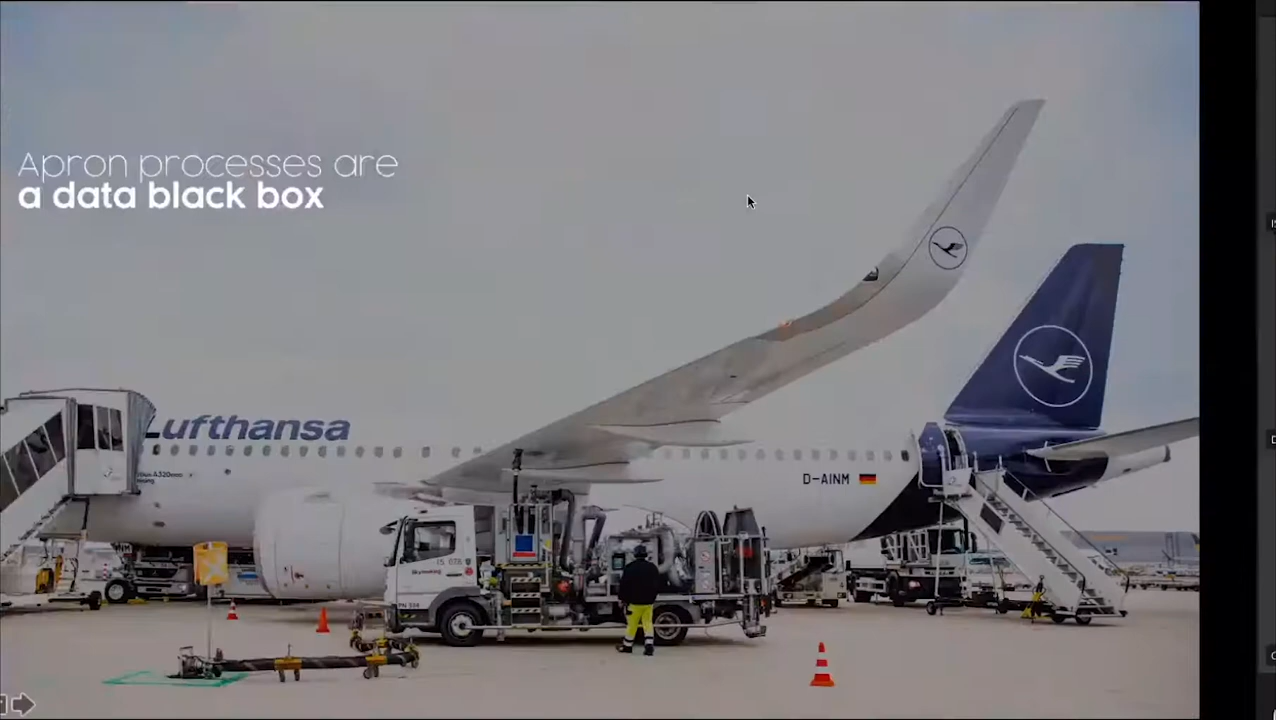 Apron processes are
a data black box
Lufthansa
D-AINM